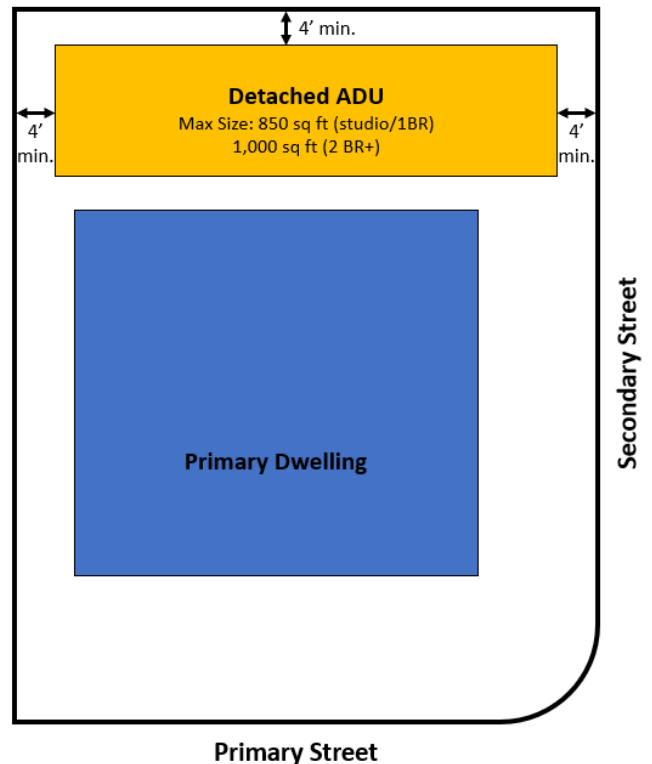 4’ min.
Detached ADU
Max Size: 850 sq ft (studio/1BR)
1,000 sq ft (2 BR+)
4’
min.
4’
min.
Primary Dwelling
Secondary Street
Primary Street